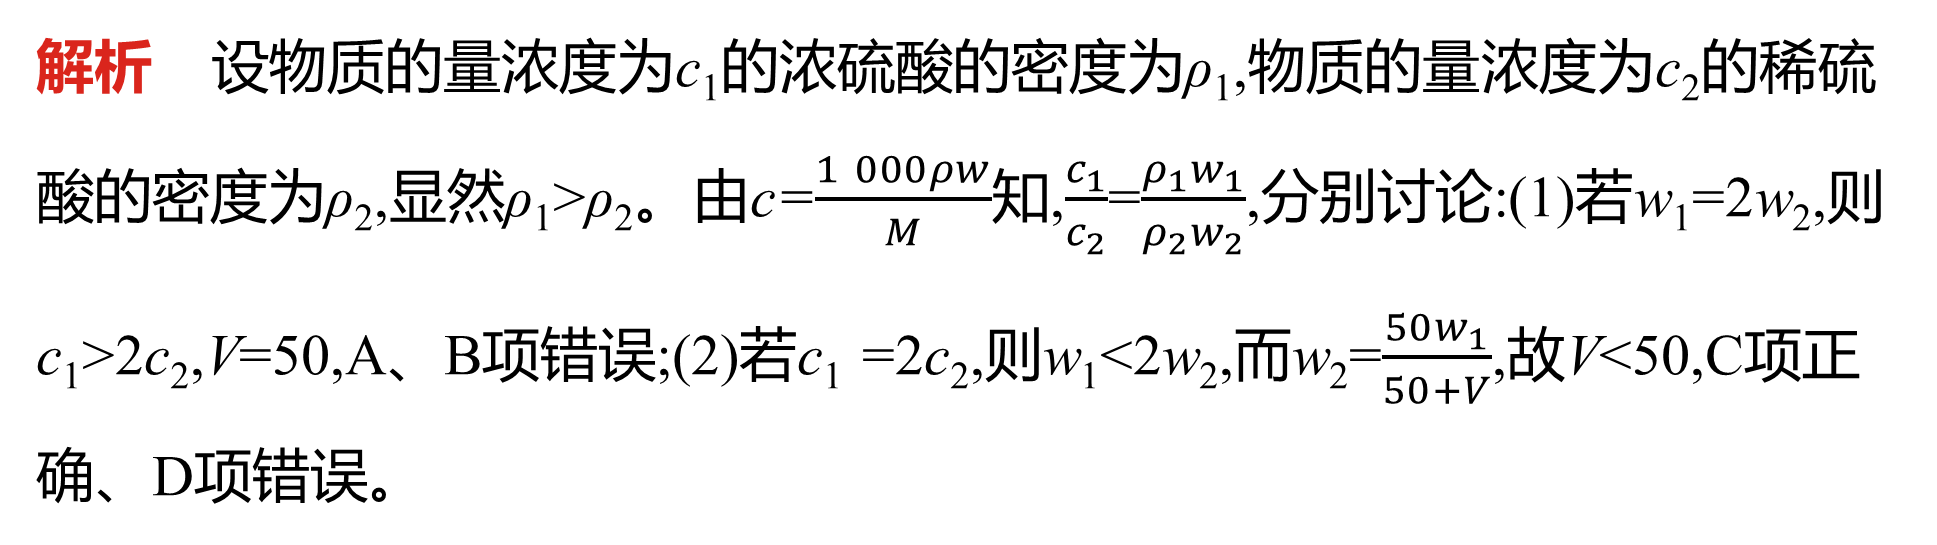 解析 设物质的量浓度为c₁的浓硫酸的密度为ρ₁,物质的量浓度为c₂的稀硫
酸的密度为ρ₂,显然ρ₁>ρ₂。由c=\frac{1 000ρw}{M}知,\frac{c₁}{c₂}=\frac{ρ₁w₁}{ρ₂w₂},分别讨论:(1)若w₁=2w₂,则
c₁>2c₂,V=50,A、B项错误;(2)若c₁ =2c₂,则w₁<2w₂,而w₂=\frac{50w₁}{50+V},故V<50,C项正
确、D项错误。